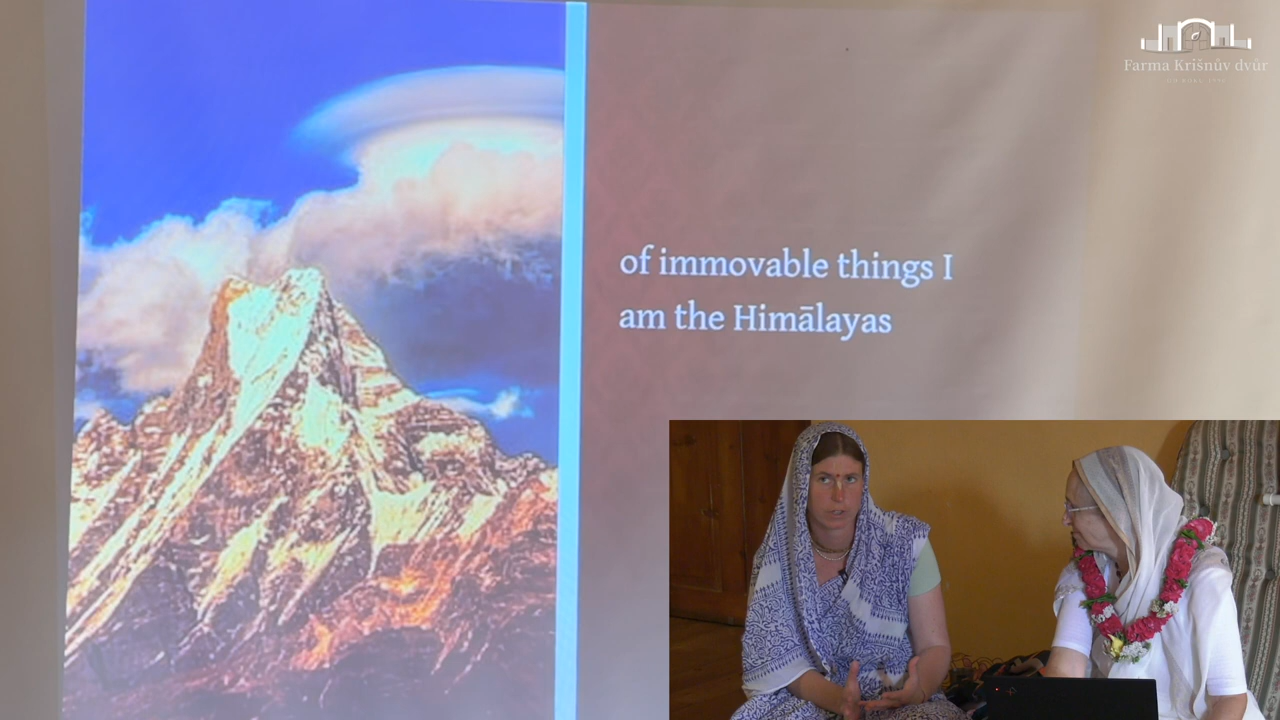 Farma Krišnův dvůr
of immovable things I
am the Himālayas